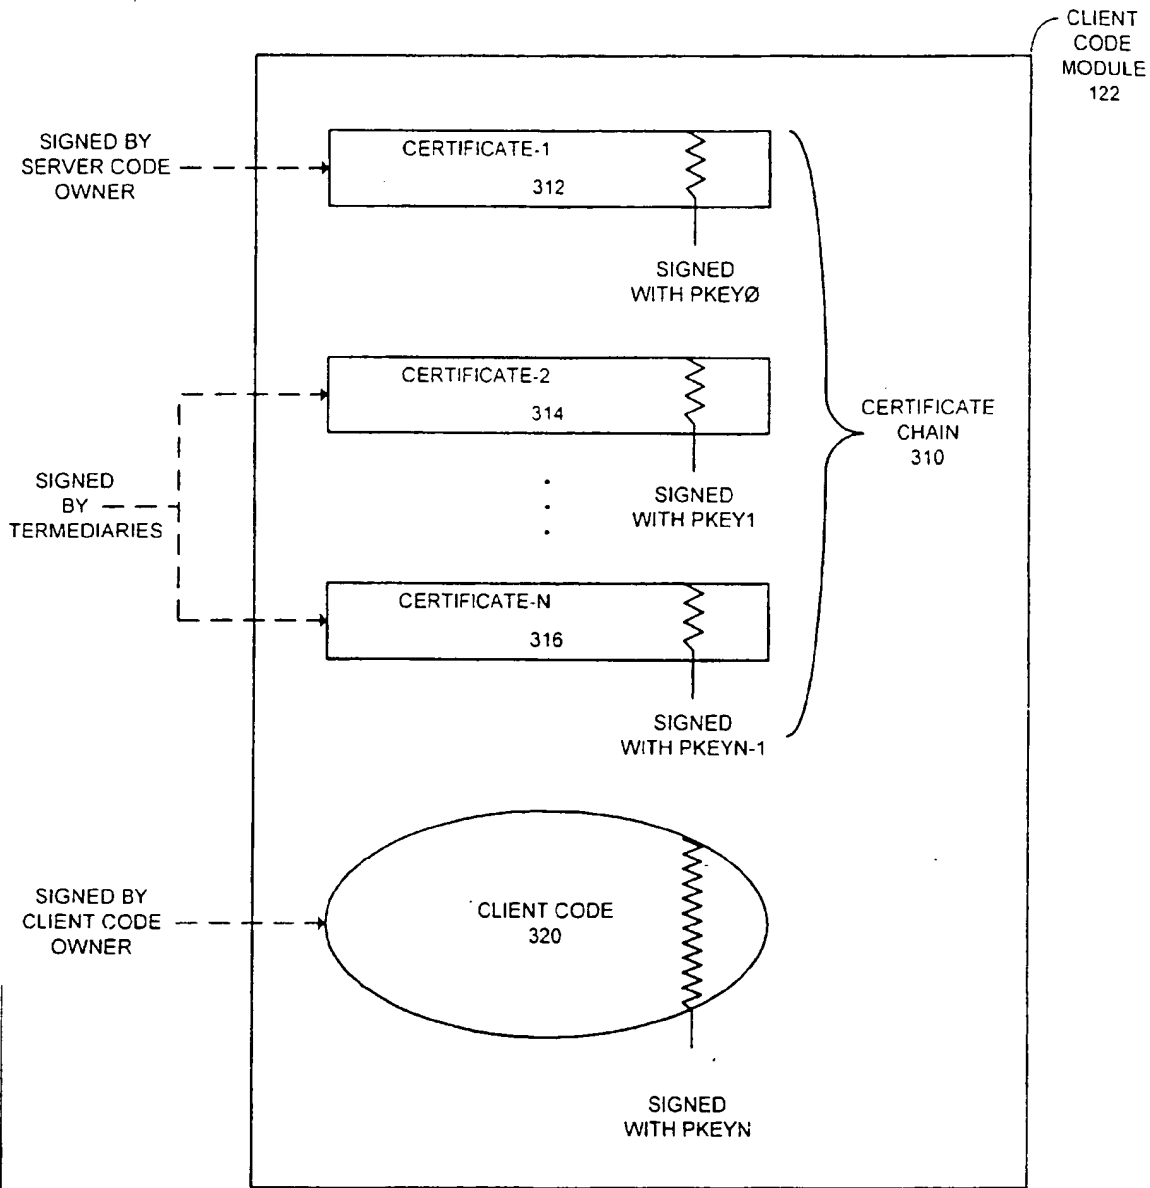 CLIENT
CODE
MODULE
122
SIGNED BY
SERVER CODE
OWNER
CERTIFICATE-1
312
SIGNED
WITH PKEYØ
CERTIFICATE-2
314
SIGNED
WITH PKEY1
CERTIFICATE
CHAIN
310
SIGNED
BY
TERMEDIARIES
CERTIFICATE-N
316
SIGNED
WITH PKEYN-1
SIGNED BY
CLIENT CODE
OWNER
CLIENT CODE
320
SIGNED
WITH PKEYN